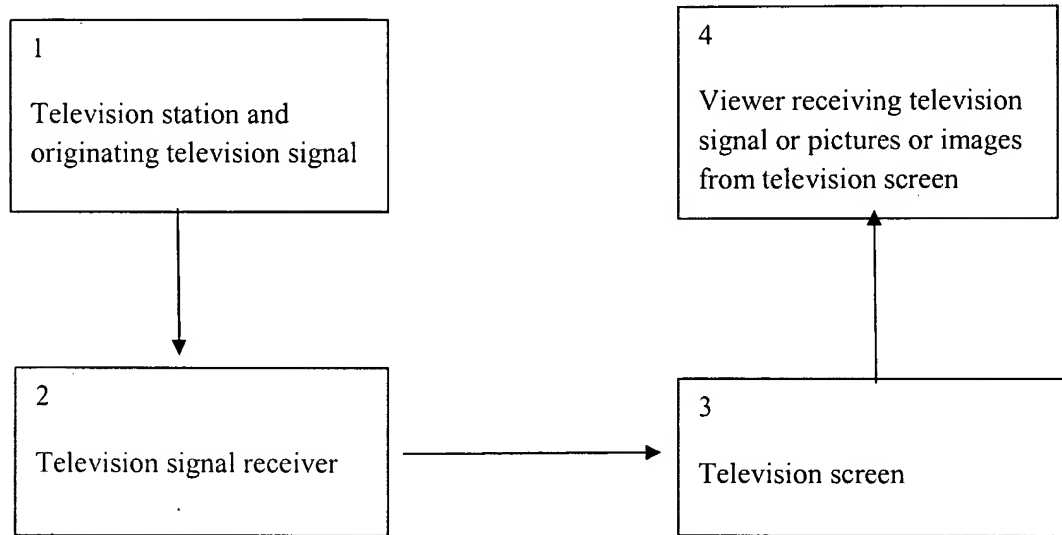 1
Television station and
originating television signal
2
Television signal receiver
3
Television screen
4
Viewer receiving television
signal or pictures or images
from television screen